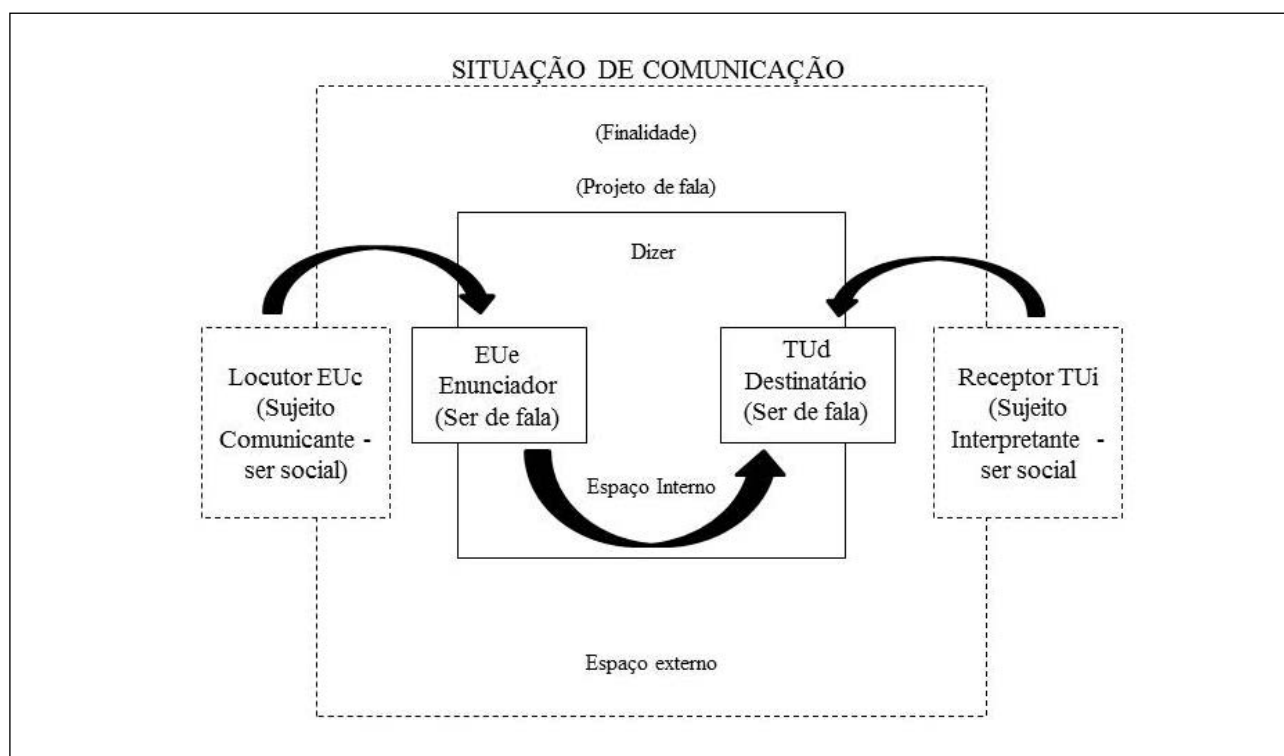 SITUAÇÃO DE COMUNICAÇÃO
(Finalidade)
(Projeto de fala)
Dizer
Locutor EUc
(Sujeito
Comunicante -
ser social)
EUe
Enunciador
(Ser de fala)
TUd
Destinatário
(Ser de fala)
Receptor TUi
(Sujeito
Interpretante -
ser social
Espaço Interno
Espaço externo